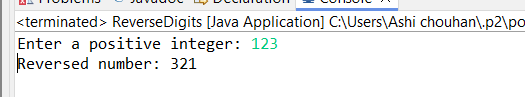 Problems Javadoc Declaration Console
<terminated> ReverseDigits [Java Application] C:\Users\Ashi chouhan\.p2\po
Enter a positive integer: 123
Reversed number: 321